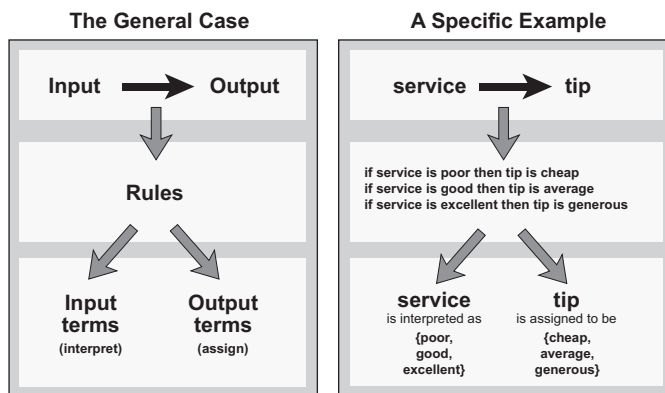 The General Case
Input Output
Rules
Input terms
(interpret)
Output terms
(assign)
A Specific Example
service tip
if service is poor then tip is cheap
if service is good then tip is average
if service is excellent then tip is generous
service
is interpreted as
{poor,
good,
excellent}
tip
is assigned to be
{cheap,
average,
generous}